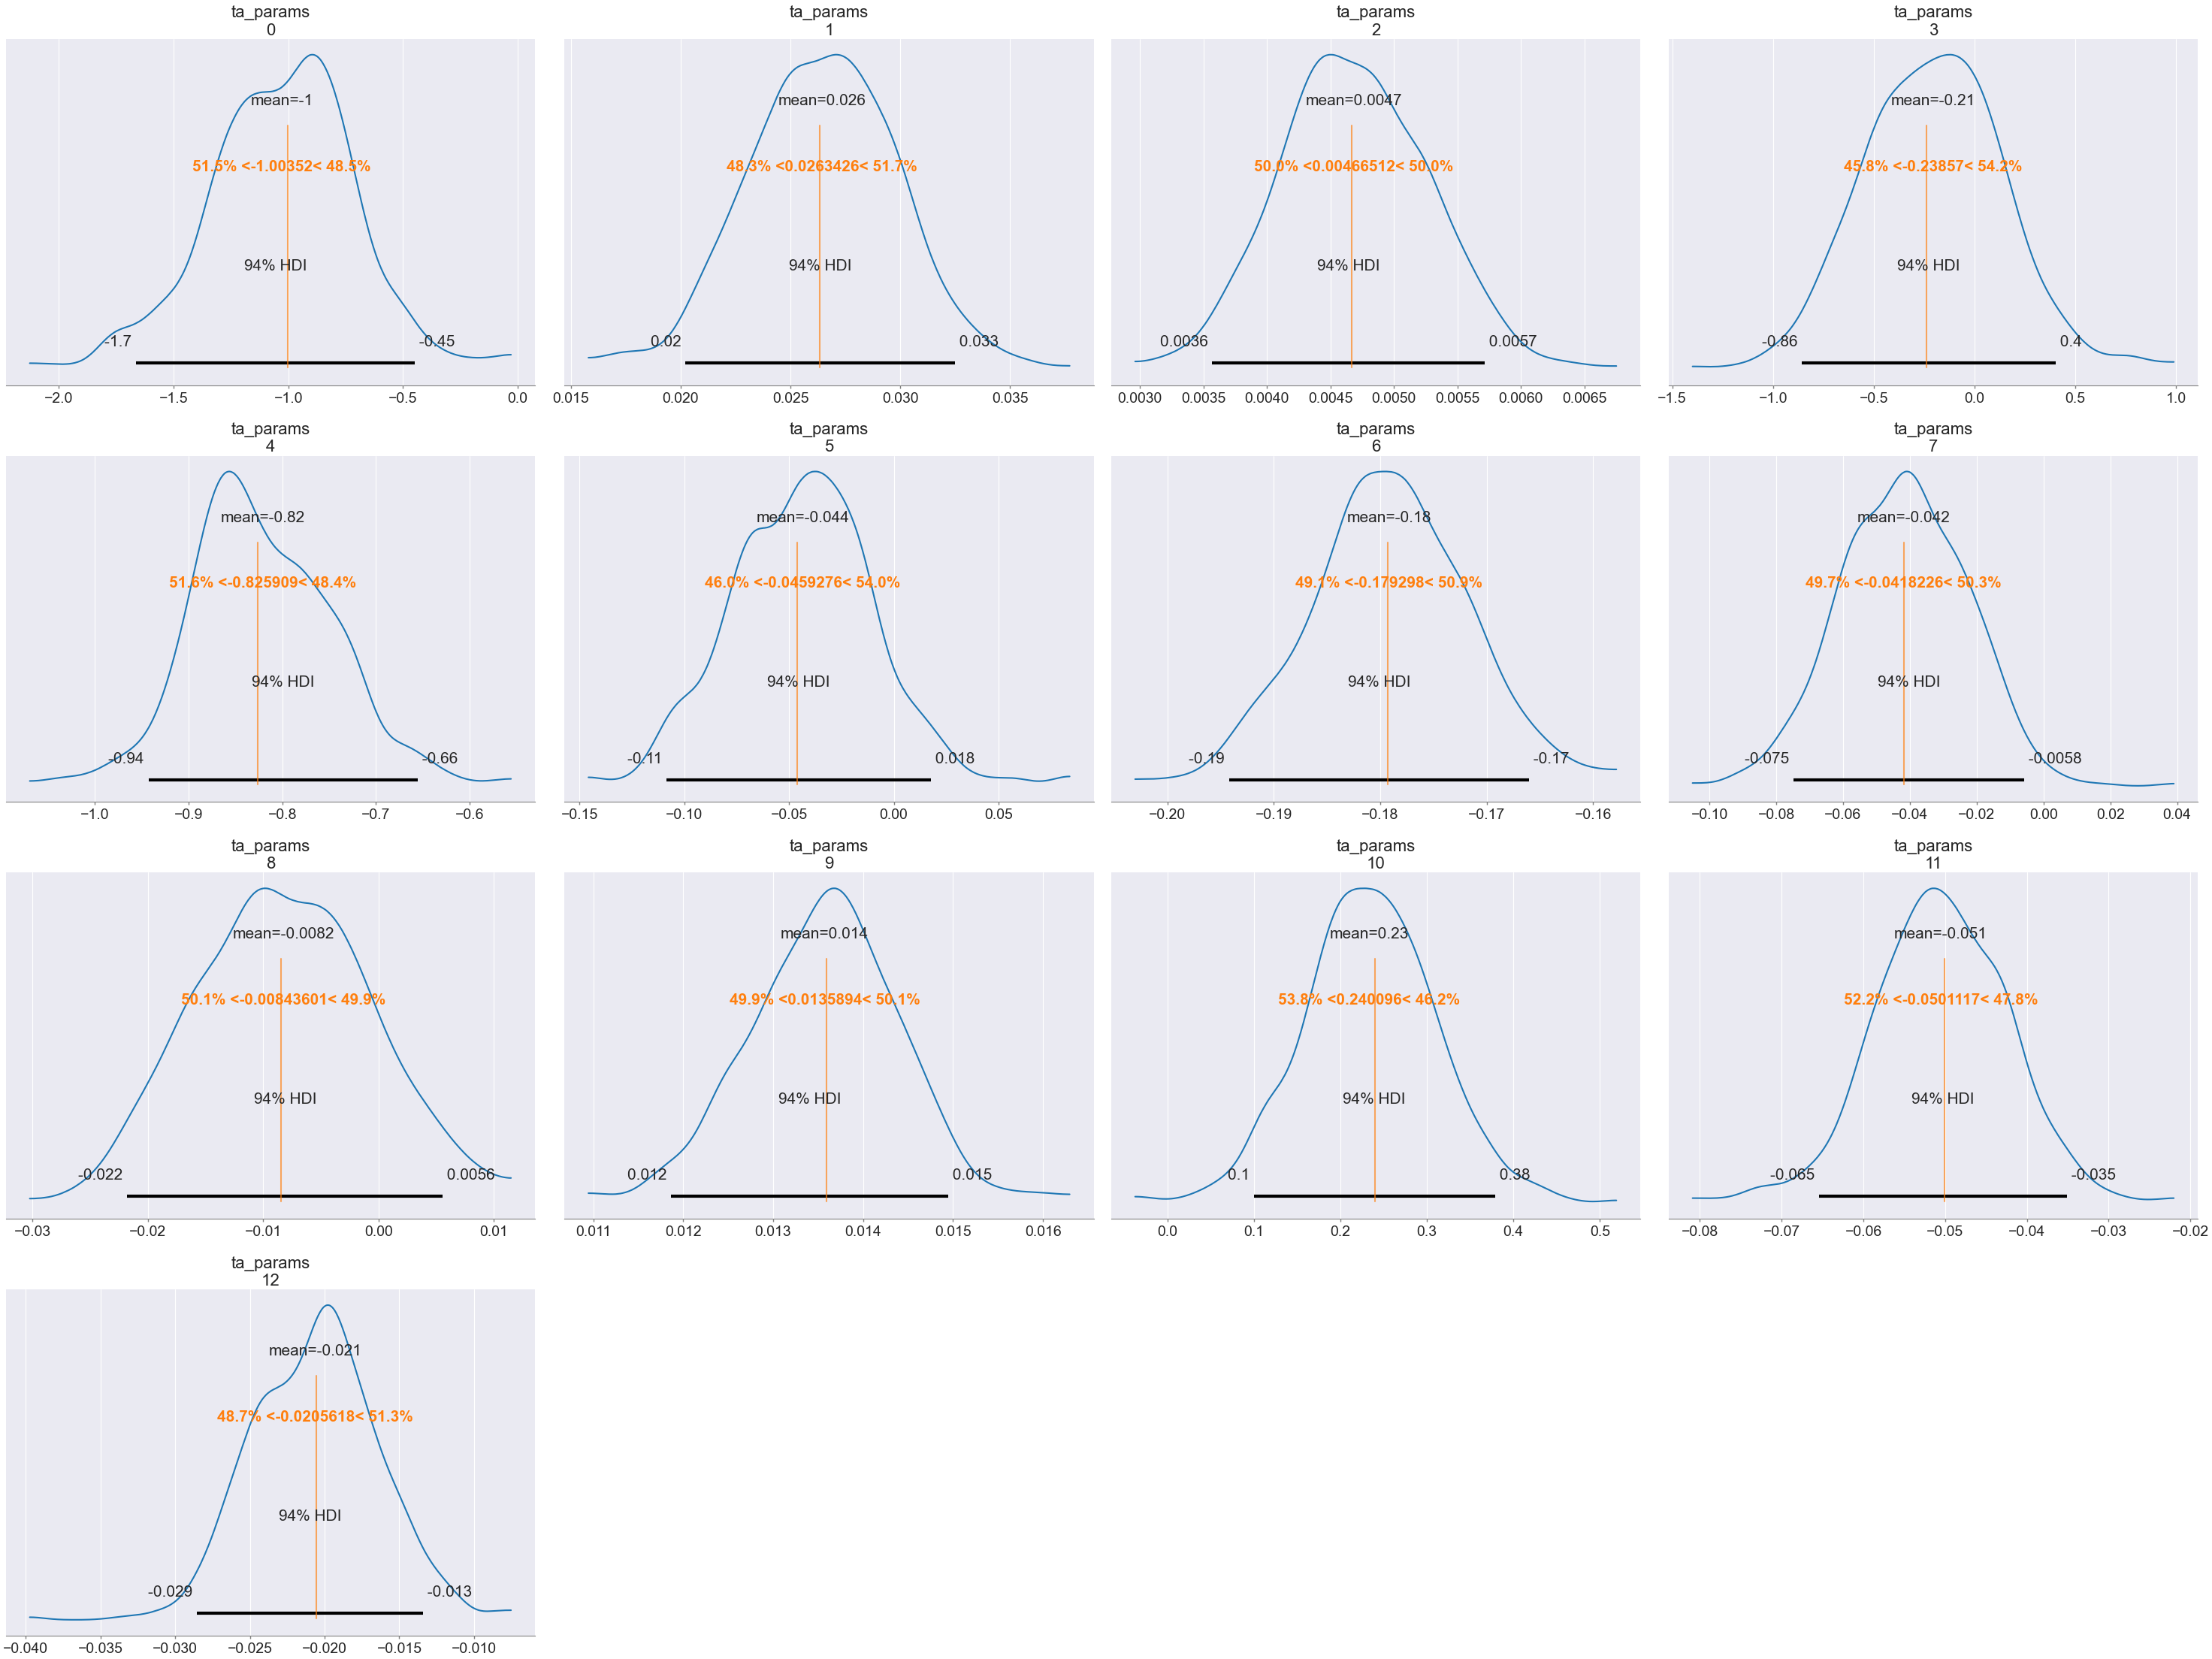 ta_params
0
mean=-1
51.5% <-1.00352< 48.5%
94% HDI
-1.7
-0.45
−2.0 −1.5 −1.0 −0.5 0.0
ta_params
1
mean=0.026
48.3% <0.0263426< 51.7%
94% HDI
0.02
0.033
0.015 0.020 0.025 0.030 0.035
ta_params
2
mean=0.0047
50.0% <0.00466512< 50.0%
94% HDI
0.0036
0.0057
0.0030 0.0035 0.0040 0.0045 0.0050 0.0055 0.0060 0.0065
ta_params
3
mean=-0.21
45.8% <-0.23857< 54.2%
94% HDI
-0.86
0.4
−1.5 −1.0 −0.5 0.0 0.5 1.0
ta_params
4
mean=-0.82
51.6% <-0.825909< 48.4%
94% HDI
-0.94
-0.66
−1.0 −0.9 −0.8 −0.7 −0.6
ta_params
5
mean=-0.044
46.0% <-0.0459276< 54.0%
94% HDI
-0.11
0.018
−0.15 −0.10 −0.05 0.00 0.05
ta_params
6
mean=-0.18
49.1% <-0.179298< 50.9%
94% HDI
-0.19
-0.17
−0.20 −0.19 −0.18 −0.17 −0.16
ta_params
7
mean=-0.042
49.7% <-0.0418226< 50.3%
94% HDI
-0.075
-0.0058
−0.10 −0.08 −0.06 −0.04 −0.02 0.00 0.02 0.04
ta_params
8
mean=-0.0082
50.1% <-0.00843601< 49.9%
94% HDI
-0.022
0.0056
−0.03 −0.02 −0.01 0.00 0.01
ta_params
9
mean=0.014
49.9% <0.0135894< 50.1%
94% HDI
0.012
0.015
0.011 0.012 0.013 0.014 0.015 0.016
ta_params
10
mean=0.23
53.8% <0.240096< 46.2%
94% HDI
0.1
0.38
0.0 0.1 0.2 0.3 0.4 0.5
ta_params
11
mean=-0.051
52.2% <-0.0501117< 47.8%
94% HDI
-0.065
-0.035
−0.08 −0.07 −0.06 −0.05 −0.04 −0.03 −0.02
ta_params
12
mean=-0.021
48.7% <-0.0205618< 51.3%
94% HDI
-0.029
-0.013
−0.040 −0.035 −0.030 −0.025 −0.020 −0.015 −0.010